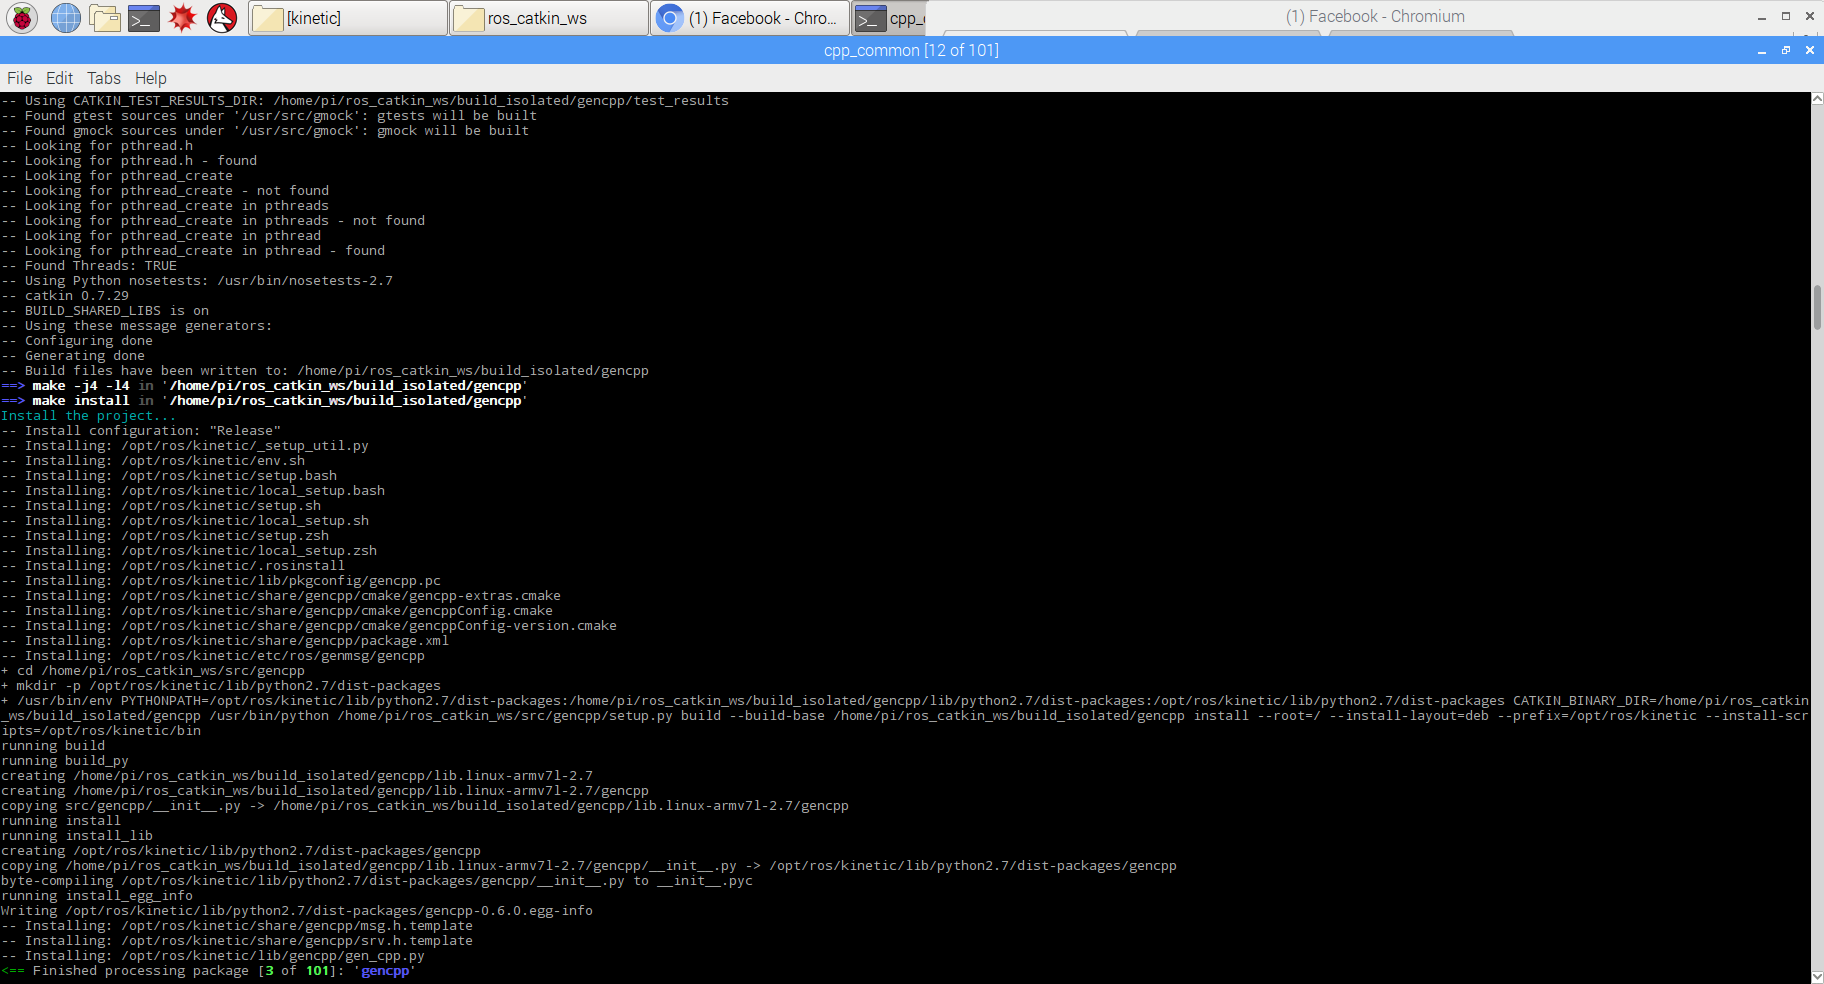 [kinetic]
ros_catkin_ws
(1) Facebook - Chro...
cpp_
(1) Facebook - Chromium
cpp_common [12 of 101]
File Edit Tabs Help
-- Using CATKIN_TEST_RESULTS_DIR: /home/pi/ros_catkin_ws/build_isolated/gencpp/test_results
-- Found gtest sources under '/usr/src/gmock': gtests will be built
-- Found gmock sources under '/usr/src/gmock': gmock will be built
-- Looking for pthread.h
-- Looking for pthread.h - found
-- Looking for pthread_create
-- Looking for pthread_create - not found
-- Looking for pthread_create in pthreads
-- Looking for pthread_create in pthreads - not found
-- Looking for pthread_create in pthread
-- Looking for pthread_create in pthread - found
-- Found Threads: TRUE
-- Using Python nosetests: /usr/bin/nosetests-2.7
-- catkin 0.7.29
-- BUILD_SHARED_LIBS is on
-- Using these message generators:
-- Configuring done
-- Generating done
-- Build files have been written to: /home/pi/ros_catkin_ws/build_isolated/gencpp
==> make -j4 -l4 in '/home/pi/ros_catkin_ws/build_isolated/gencpp'
==> make install in '/home/pi/ros_catkin_ws/build_isolated/gencpp'
Install the project...
-- Install configuration: "Release"
-- Installing: /opt/ros/kinetic/_setup_util.py
-- Installing: /opt/ros/kinetic/env.sh
-- Installing: /opt/ros/kinetic/setup.bash
-- Installing: /opt/ros/kinetic/local_setup.bash
-- Installing: /opt/ros/kinetic/setup.sh
-- Installing: /opt/ros/kinetic/local_setup.sh
-- Installing: /opt/ros/kinetic/setup.zsh
-- Installing: /opt/ros/kinetic/local_setup.zsh
-- Installing: /opt/ros/kinetic/.rosinstall
-- Installing: /opt/ros/kinetic/lib/pkgconfig/gencpp.pc
-- Installing: /opt/ros/kinetic/share/gencpp/cmake/gencpp-extras.cmake
-- Installing: /opt/ros/kinetic/share/gencpp/cmake/gencppConfig.cmake
-- Installing: /opt/ros/kinetic/share/gencpp/cmake/gencppConfig-version.cmake
-- Installing: /opt/ros/kinetic/share/gencpp/package.xml
-- Installing: /opt/ros/kinetic/etc/ros/genmsg/gencpp
+ cd /home/pi/ros_catkin_ws/src/gencpp
+ mkdir -p /opt/ros/kinetic/lib/python2.7/dist-packages
+ /usr/bin/env PYTHONPATH=/opt/ros/kinetic/lib/python2.7/dist-packages:/home/pi/ros_catkin_ws/build_isolated/gencpp/lib/python2.7/dist-packages:/opt/ros/kinetic/lib/python2.7/dist-packages CATKIN_BINARY_DIR=/home/pi/ros_catkin
_ws/build_isolated/gencpp /usr/bin/python /home/pi/ros_catkin_ws/src/gencpp/setup.py build --build-base /home/pi/ros_catkin_ws/build_isolated/gencpp install --root=/ --install-layout=deb --prefix=/opt/ros/kinetic --install-scr
ipts=/opt/ros/kinetic/bin
running build
running build_py
creating /home/pi/ros_catkin_ws/build_isolated/gencpp/lib.linux-armv7l-2.7
creating /home/pi/ros_catkin_ws/build_isolated/gencpp/lib.linux-armv7l-2.7/gencpp
copying src/gencpp/__init__.py -> /home/pi/ros_catkin_ws/build_isolated/gencpp/lib.linux-armv7l-2.7/gencpp
running install
running install_lib
creating /opt/ros/kinetic/lib/python2.7/dist-packages/gencpp
copying /home/pi/ros_catkin_ws/build_isolated/gencpp/lib.linux-armv7l-2.7/gencpp/__init__.py -> /opt/ros/kinetic/lib/python2.7/dist-packages/gencpp
byte-compiling /opt/ros/kinetic/lib/python2.7/dist-packages/gencpp/__init__.py to __init__.pyc
running install_egg_info
Writing /opt/ros/kinetic/lib/python2.7/dist-packages/gencpp-0.6.0.egg-info
-- Installing: /opt/ros/kinetic/share/gencpp/msg.h.template
-- Installing: /opt/ros/kinetic/share/gencpp/srv.h.template
-- Installing: /opt/ros/kinetic/lib/gencpp/gen_cpp.py
<== Finished processing package [3 of 101]: 'gencpp'